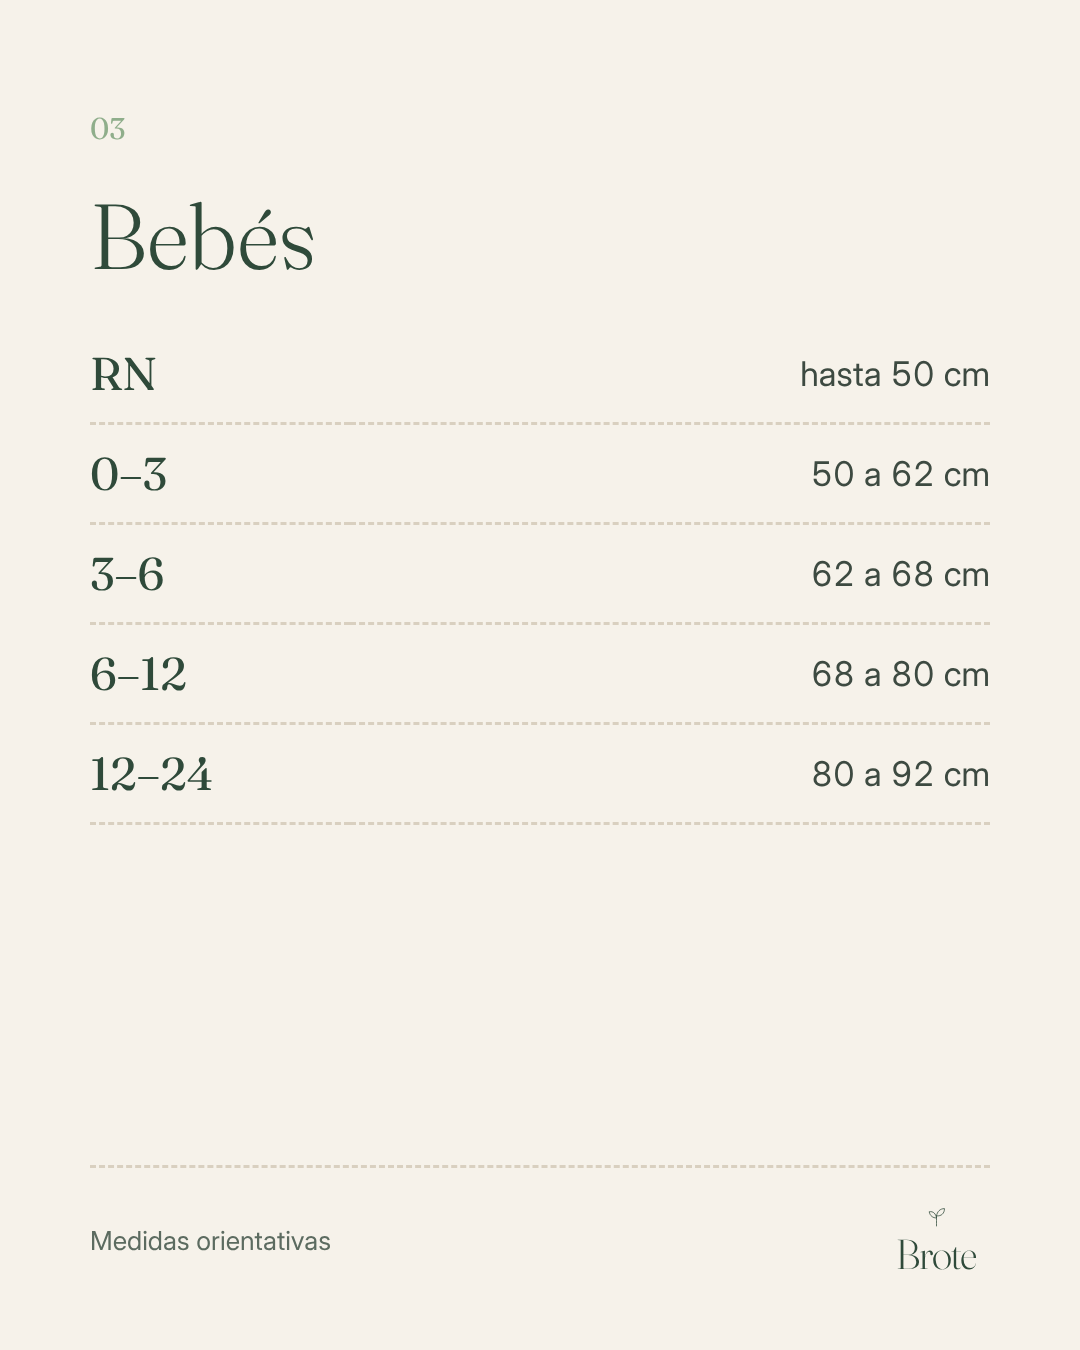 03
Bebés
RN hasta 50 cm
0–3 50 a 62 cm
3–6 62 a 68 cm
6–12 68 a 80 cm
12–24 80 a 92 cm
Medidas orientativas
Brote